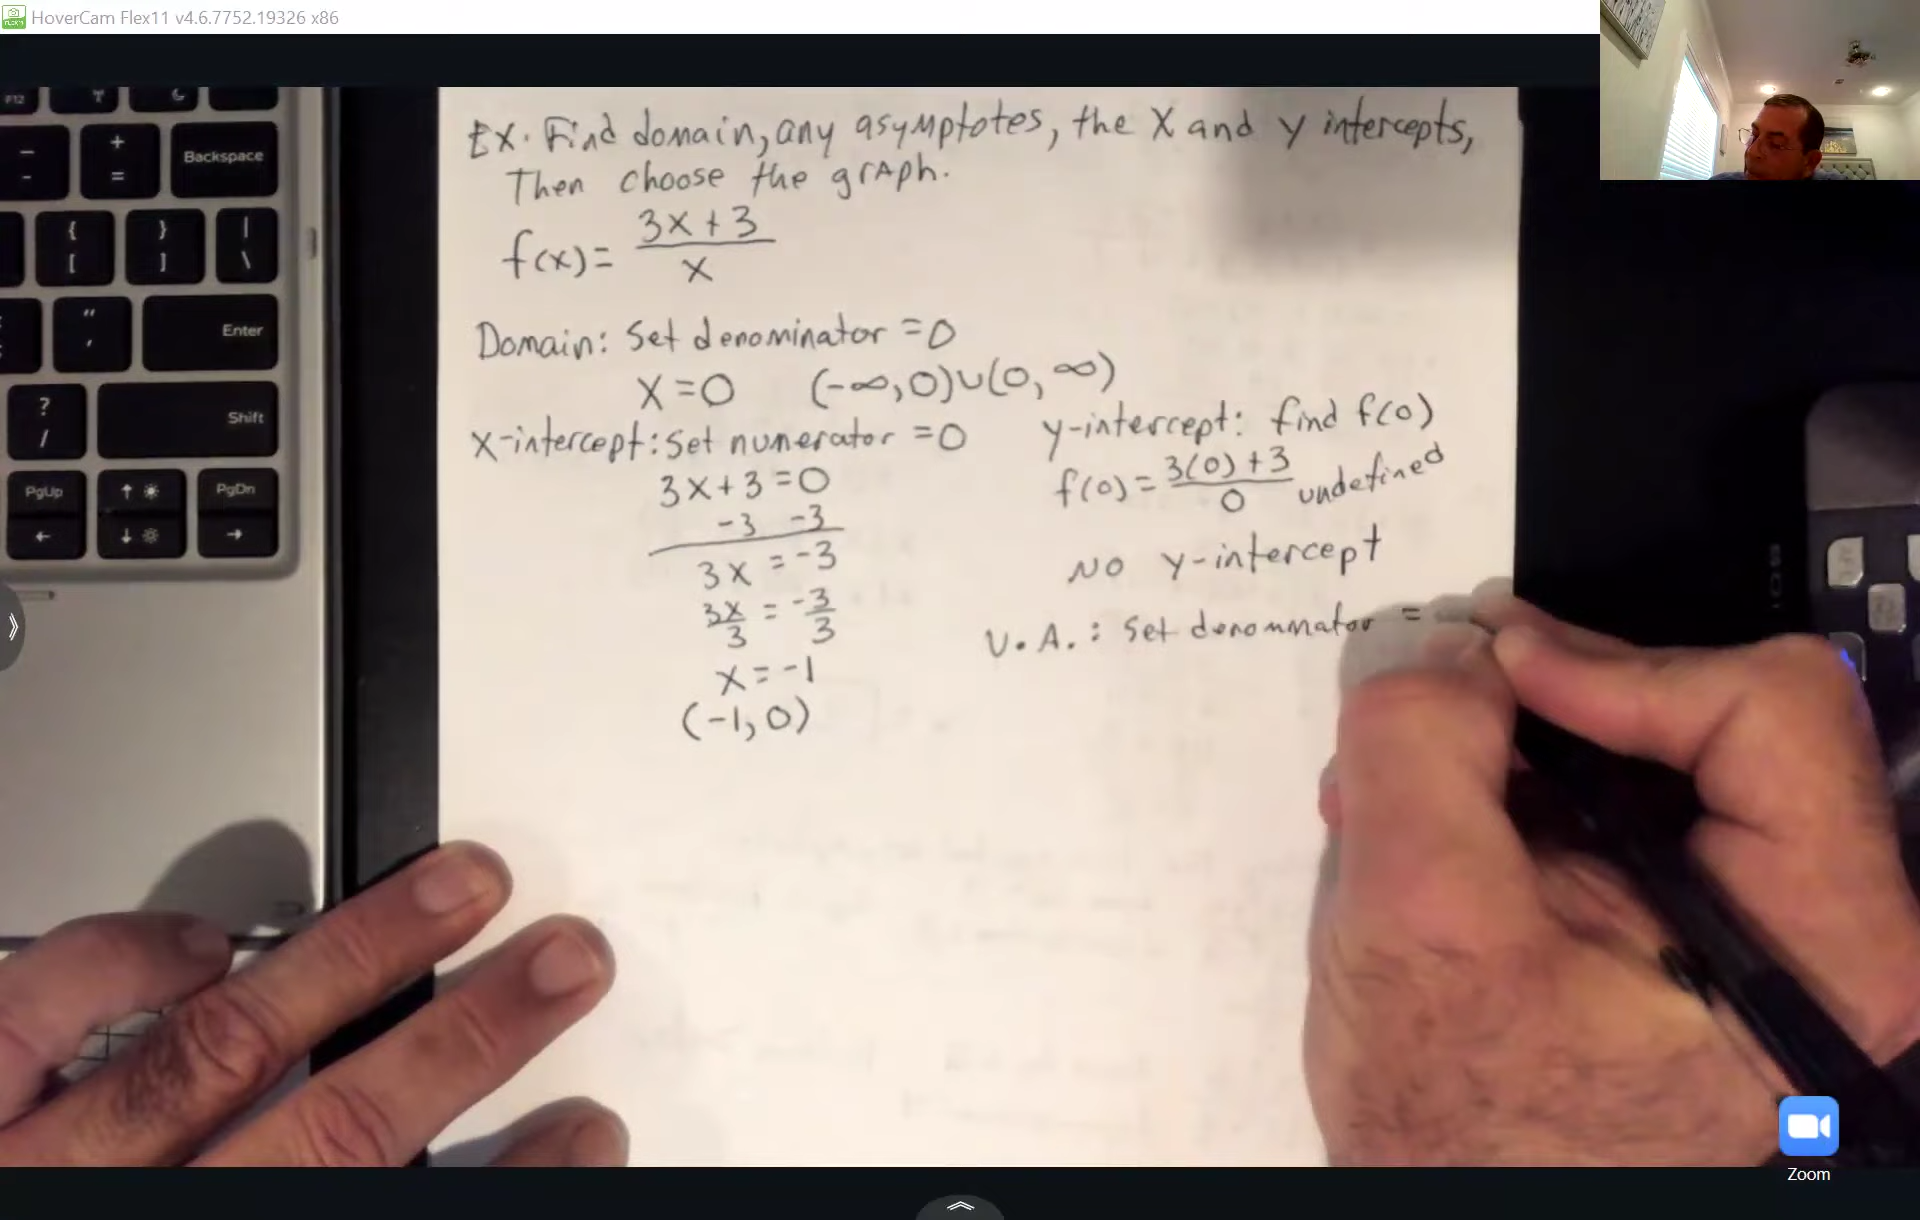 HoverCam Flex11 v4.6.7752.19326 x86
Ex. Find domain, any asymptotes, the X and y intercepts,
Then choose the graph.
f(x) = 3x+3 / x
Domain: Set denominator = 0
x = 0 (-∞, 0) ∪ (0, ∞)
x-intercept: Set numerator = 0
3x + 3 = 0
-3 -3
3x = -3
3x/3 = -3/3
x = -1
(-1, 0)
y-intercept: find f(0)
f(0) = 3(0)+3 / 0 undefined
NO y-intercept
V.A.: Set denominator =
F12
Backspace
+
=
{
[
}
]
|
\
"
'
Enter
?
/
Shift
PgUp
PgDn
Zoom